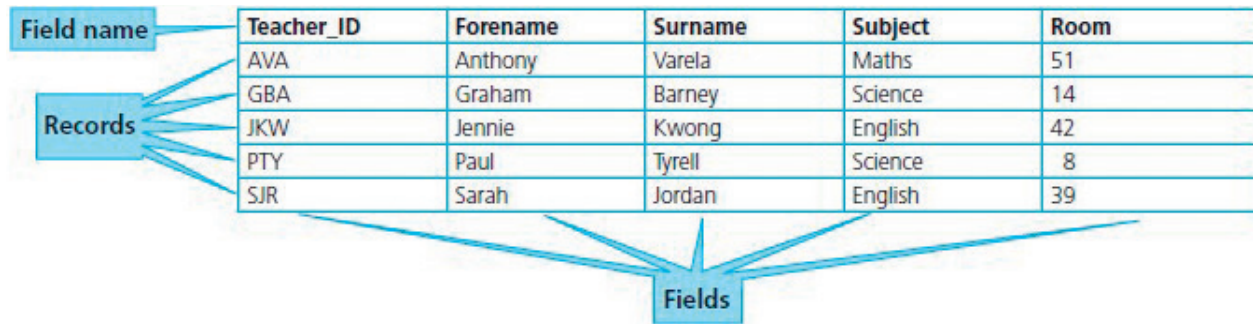 Field name
Teacher_ID Forename Surname Subject Room
AVA Anthony Varela Maths 51
GBA Graham Barney Science 14
Records
JKW Jennie Kwong English 42
PTY Paul Tyrell Science 8
SJR Sarah Jordan English 39
Fields